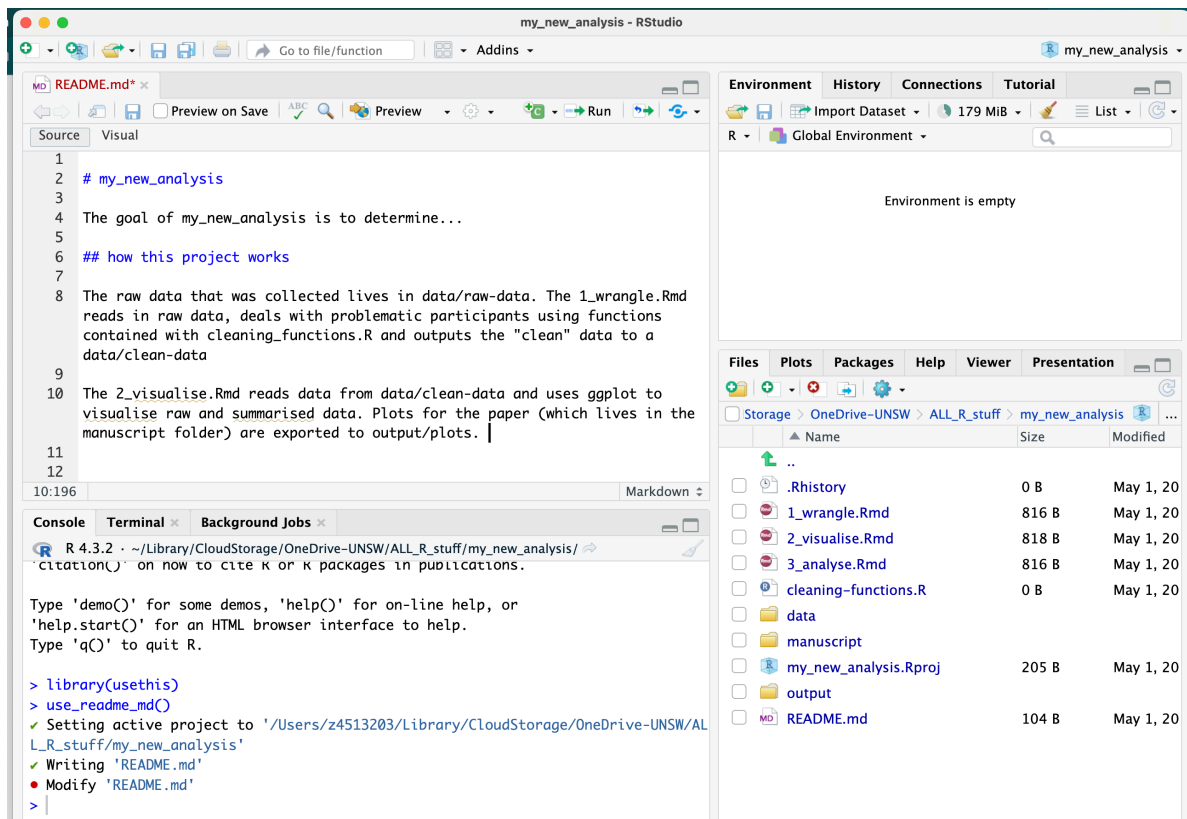 my_new_analysis - RStudio
Go to file/function
Addins
my_new_analysis
README.md*
Preview on Save
ABC
Preview
Run
Source Visual
1
2 # my_new_analysis
3
4 The goal of my_new_analysis is to determine...
5
6 ## how this project works
7
8 The raw data that was collected lives in data/raw-data. The 1_wrangle.Rmd
reads in raw data, deals with problematic participants using functions
contained with cleaning_functions.R and outputs the "clean" data to a
data/clean-data
9
10 The 2_visualise.Rmd reads data from data/clean-data and uses ggplot to
visualise raw and summarised data. Plots for the paper (which lives in the
manuscript folder) are exported to output/plots.
11
12
10:196 Markdown
Console Terminal Background Jobs
R 4.3.2 · ~/Library/CloudStorage/OneDrive-UNSW/ALL_R_stuff/my_new_analysis/
'citation()' on how to cite R or R packages in publications.
Type 'demo()' for some demos, 'help()' for on-line help, or
'help.start()' for an HTML browser interface to help.
Type 'q()' to quit R.
> library(usethis)
> use_readme_md()
✔ Setting active project to '/Users/z4513203/Library/CloudStorage/OneDrive-UNSW/AL
L_R_stuff/my_new_analysis'
✔ Writing 'README.md'
• Modify 'README.md'
>
Environment History Connections Tutorial
Import Dataset 179 MiB List
R Global Environment
Environment is empty
Files Plots Packages Help Viewer Presentation
Storage > OneDrive-UNSW > ALL_R_stuff > my_new_analysis ...
Name Size Modified
..
.Rhistory 0 B May 1, 20
1_wrangle.Rmd 816 B May 1, 20
2_visualise.Rmd 818 B May 1, 20
3_analyse.Rmd 816 B May 1, 20
cleaning-functions.R 0 B May 1, 20
data
manuscript
my_new_analysis.Rproj 205 B May 1, 20
output
README.md 104 B May 1, 20